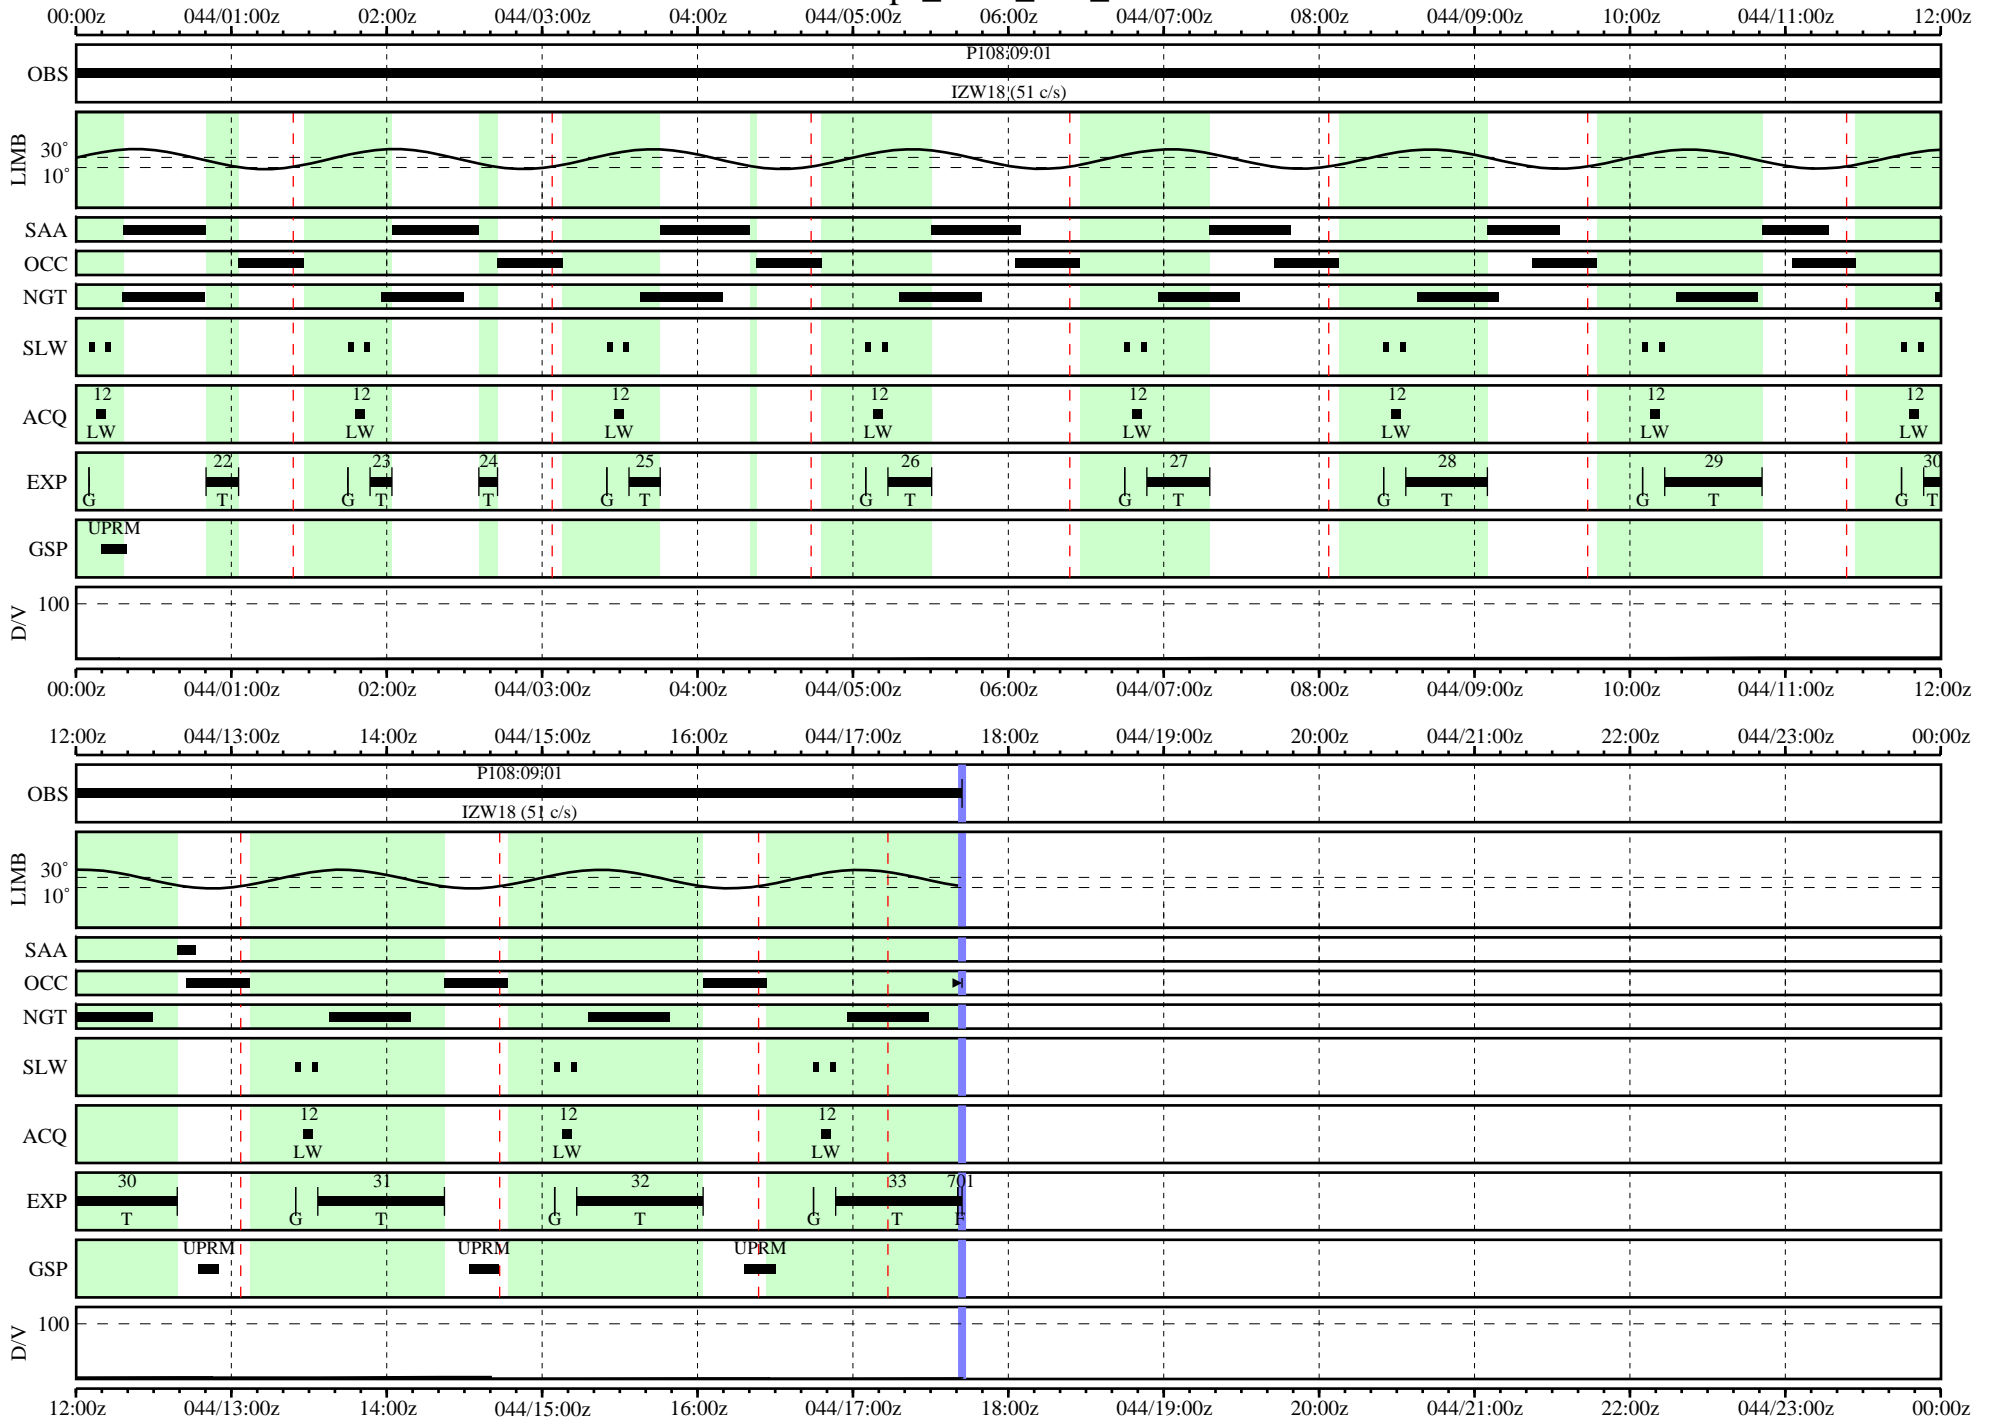 00:00z 044/01:00z 02:00z 044/03:00z 04:00z 044/05:00z 06:00z 044/07:00z 08:00z 044/09:00z 10:00z 044/11:00z 12:00z
P108:09:01
OBS
IZW18 (51 c/s)
LIMB
30°
10°
SAA
OCC
NGT
SLW
12 12 12 12 12 12 12 12
ACQ
LW LW LW LW LW LW LW LW
22 23 24 25 26 27 28 29 30
EXP
G T G T T G T G T G T G T G T G T
UPRM
GSP
100
D/V
00:00z 044/01:00z 02:00z 044/03:00z 04:00z 044/05:00z 06:00z 044/07:00z 08:00z 044/09:00z 10:00z 044/11:00z 12:00z
12:00z 044/13:00z 14:00z 044/15:00z 16:00z 044/17:00z 18:00z 044/19:00z 20:00z 044/21:00z 22:00z 044/23:00z 00:00z
P108:09:01
OBS
IZW18 (51 c/s)
LIMB
30°
10°
SAA
OCC
NGT
SLW
12 12 12
ACQ
LW LW LW
30 31 32 33 701
EXP
T G T G T G T F
UPRM UPRM UPRM
GSP
100
D/V
12:00z 044/13:00z 14:00z 044/15:00z 16:00z 044/17:00z 18:00z 044/19:00z 20:00z 044/21:00z 22:00z 044/23:00z 00:00z